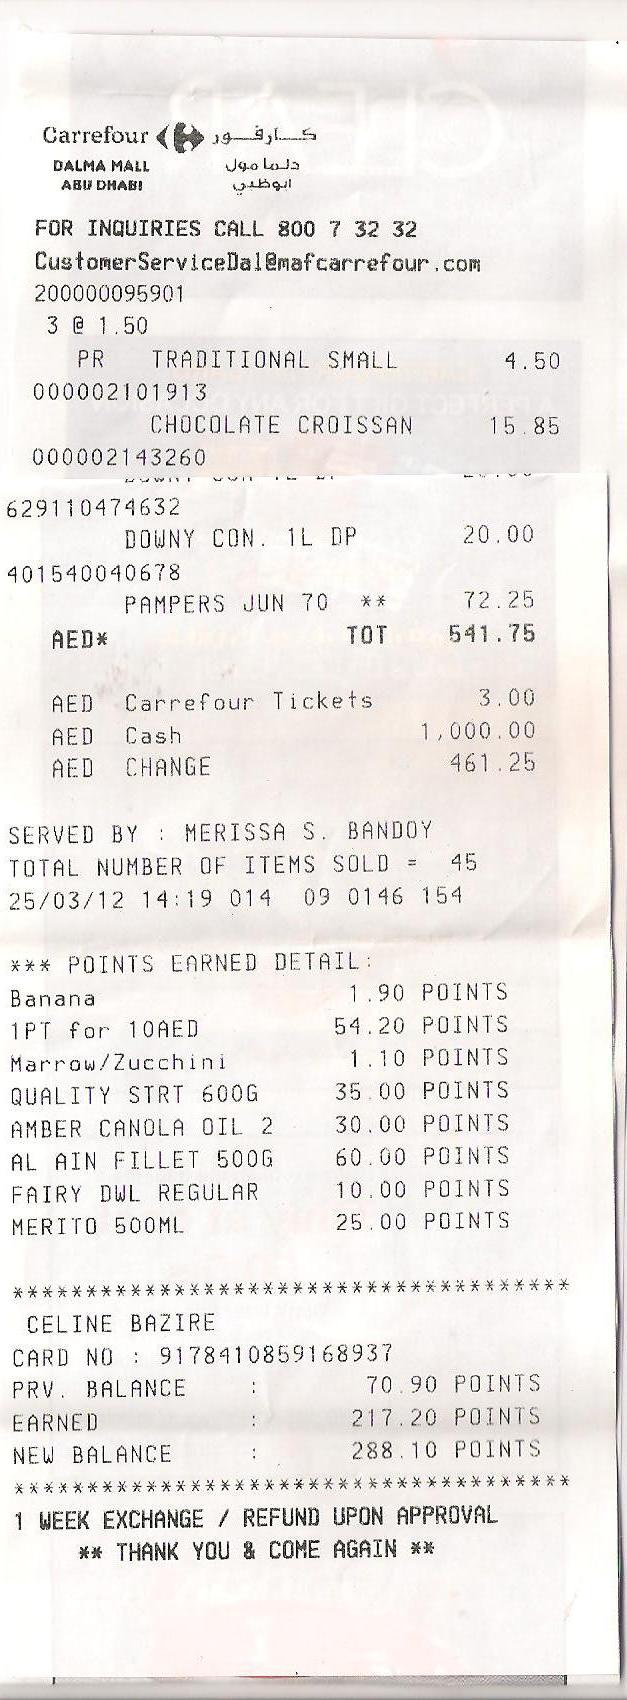 Carrefour كارفور
DALMA MALL دلما مول
ABU DHABI ابوظبي
FOR INQUIRIES CALL 800 7 32 32
CustomerServiceDal@mafcarrefour.com
200000095901
3 @ 1.50
PR TRADITIONAL SMALL 4.50
000002101913
CHOCOLATE CROISSAN 15.85
000002143260
629110474632
DOWNY CON. 1L DP 20.00
401540040678
PAMPERS JUN 70 ** 72.25
AED* TOT 541.75
AED Carrefour Tickets 3.00
AED Cash 1,000.00
AED CHANGE 461.25
SERVED BY : MERISSA S. BANDOY
TOTAL NUMBER OF ITEMS SOLD = 45
25/03/12 14:19 014 09 0146 154
*** POINTS EARNED DETAIL:
Banana 1.90 POINTS
1PT for 10AED 54.20 POINTS
Marrow/Zucchini 1.10 POINTS
QUALITY STRT 600G 35.00 POINTS
AMBER CANOLA OIL 2 30.00 POINTS
AL AIN FILLET 500G 60.00 POINTS
FAIRY DWL REGULAR 10.00 POINTS
MERITO 500ML 25.00 POINTS
**************************************
CELINE BAZIRE
CARD NO : 9178410859168937
PRV. BALANCE : 70.90 POINTS
EARNED : 217.20 POINTS
NEW BALANCE : 288.10 POINTS
**************************************
1 WEEK EXCHANGE / REFUND UPON APPROVAL
** THANK YOU & COME AGAIN **